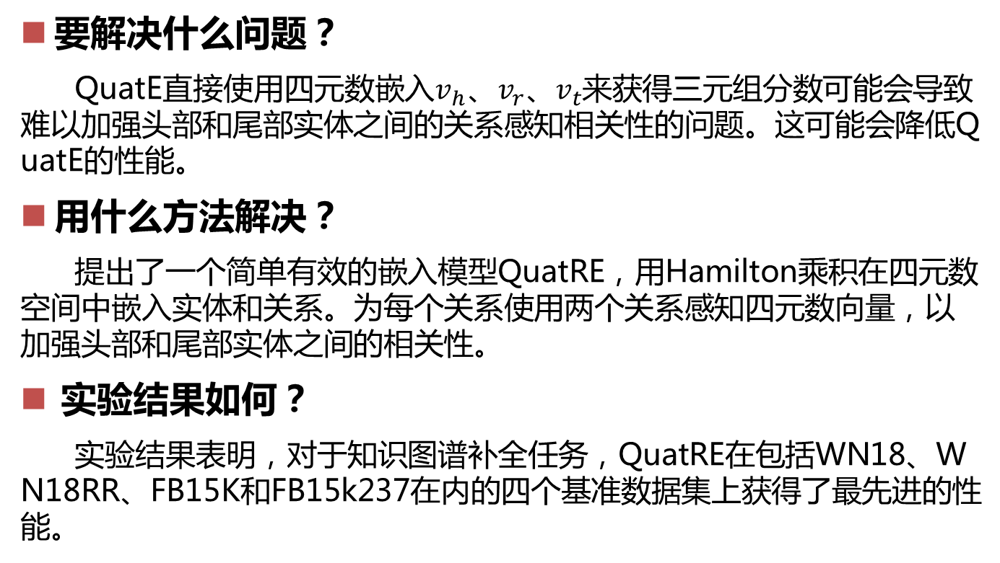 要解决什么问题？
QuatE直接使用四元数嵌入𝑣ₕ、𝑣ᵣ、𝑣ₜ来获得三元组分数可能会导致
难以加强头部和尾部实体之间的关系感知相关性的问题。这可能会降低Q
uatE的性能。
用什么方法解决？
提出了一个简单有效的嵌入模型QuatRE，用Hamilton乘积在四元数
空间中嵌入实体和关系。为每个关系使用两个关系感知四元数向量，以
加强头部和尾部实体之间的相关性。
实验结果如何？
实验结果表明，对于知识图谱补全任务，QuatRE在包括WN18、W
N18RR、FB15K和FB15k237在内的四个基准数据集上获得了最先进的性
能。